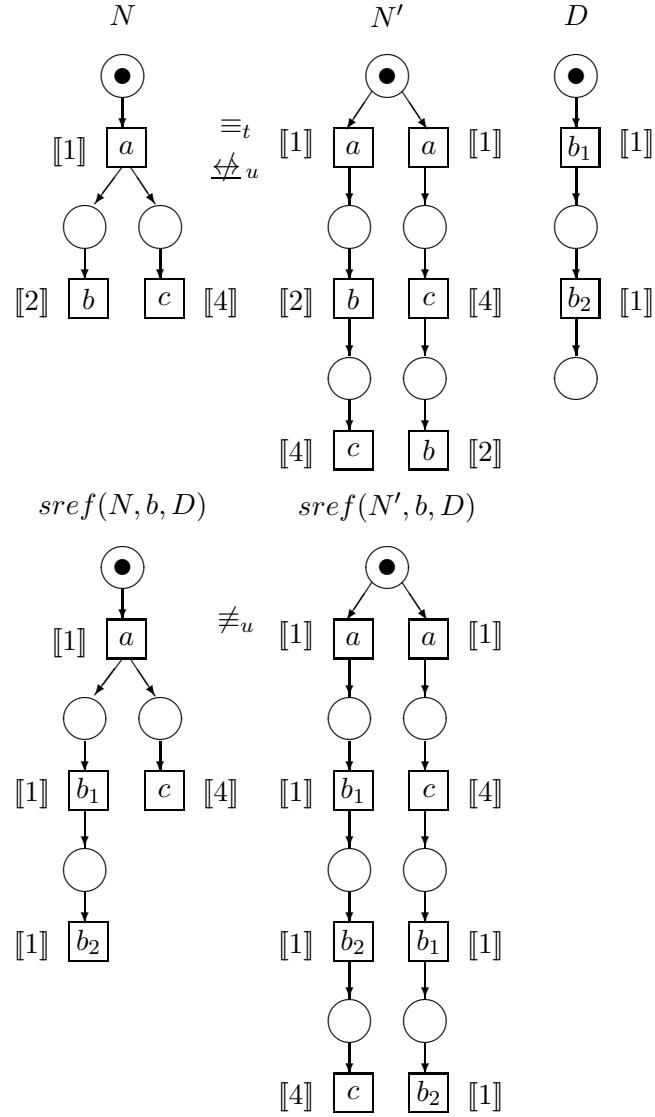 N N′ D
⟦1⟧ a ≡ₜ ⟦1⟧ a a ⟦1⟧ b₁ ⟦1⟧
↮ᵤ
⟦2⟧ b c ⟦4⟧ ⟦2⟧ b c ⟦4⟧ b₂ ⟦1⟧
⟦4⟧ c b ⟦2⟧
sref(N, b, D) sref(N′, b, D)
⟦1⟧ a ≢ᵤ ⟦1⟧ a a ⟦1⟧
⟦1⟧ b₁ c ⟦4⟧ ⟦1⟧ b₁ c ⟦4⟧
⟦1⟧ b₂ ⟦1⟧ b₂ b₁ ⟦1⟧
⟦4⟧ c b₂ ⟦1⟧